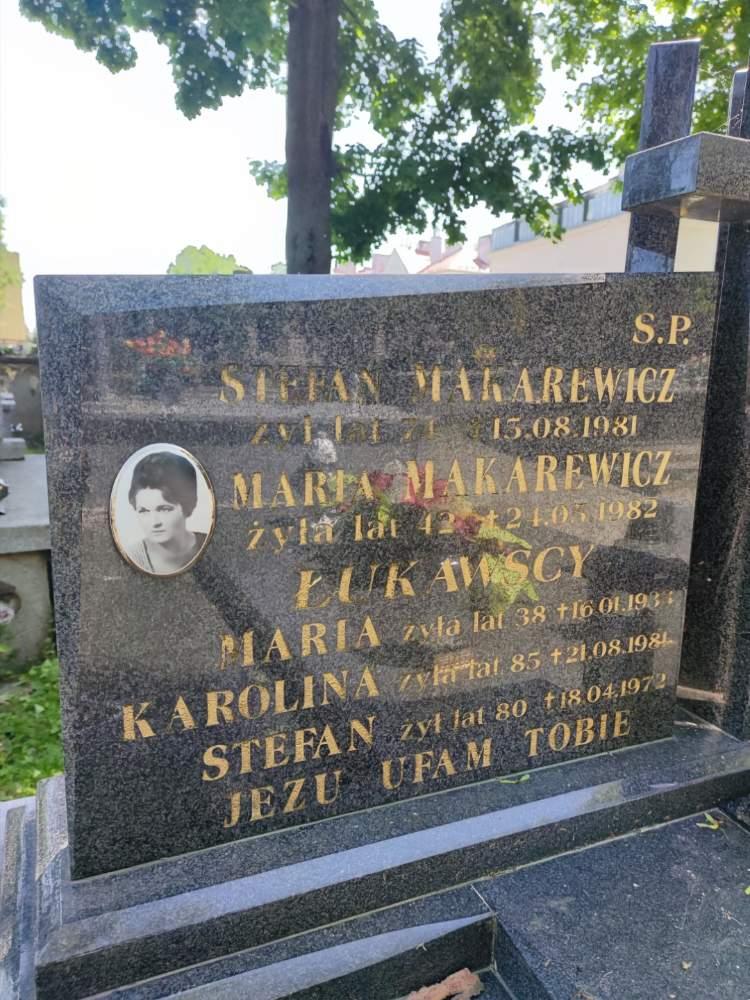 S.P.
STEFAN MAKAREWICZ
żył lat 71 †13.08.1981
MARIA MAKAREWICZ
żyła lat 42 †24.05.1982
ŁUKAWSCY
MARIA żyła lat 38 †16.01.1933
KAROLINA żyła lat 85 †21.08.1984
STEFAN żył lat 80 †18.04.1972
JEZU UFAM TOBIE